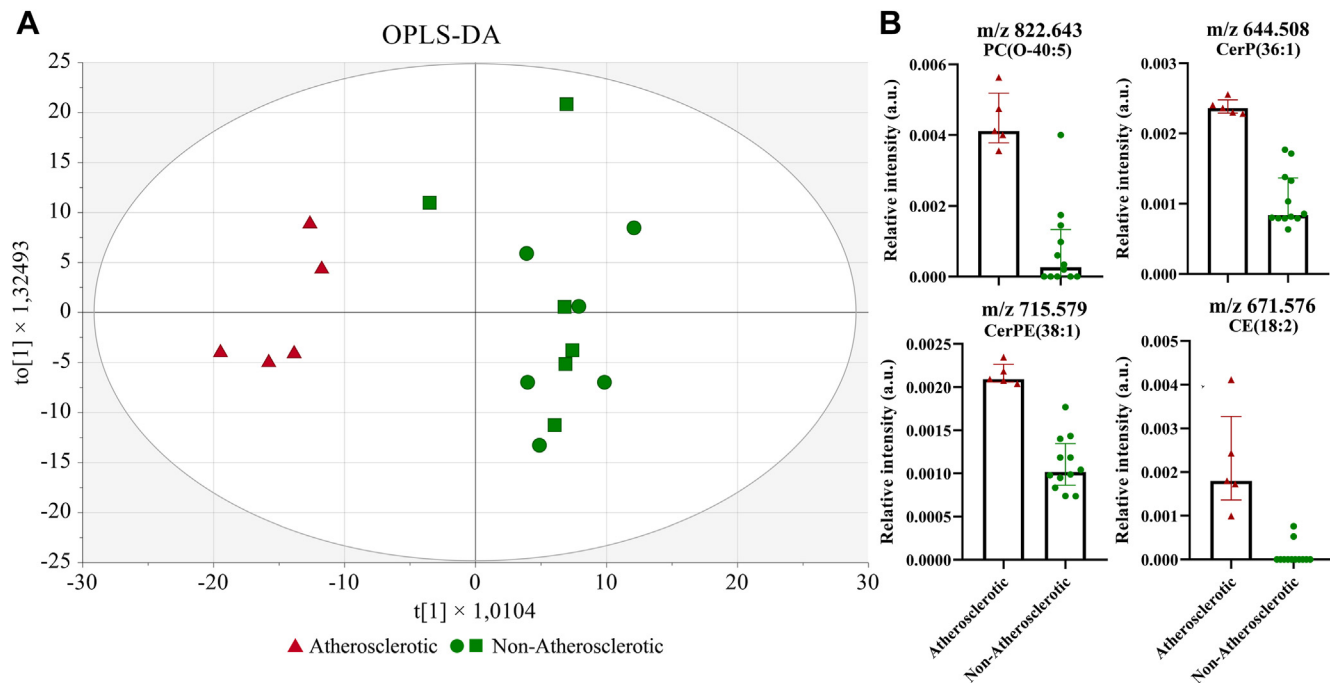 A
OPLS-DA
25
20
15
10
5
0
-5
-10
-15
-20
-25
to[1] × 1,32493
-30
-20
-10
0
10
20
30
t[1] × 1,0104
Atherosclerotic
Non-Atherosclerotic
B
m/z 822.643
PC(O-40:5)
Relative intensity (a.u.)
0.006
0.004
0.002
0.000
m/z 644.508
CerP(36:1)
Relative intensity (a.u.)
0.003
0.002
0.001
0.000
m/z 715.579
CerPE(38:1)
Relative intensity (a.u.)
0.0025
0.0020
0.0015
0.0010
0.0005
0.0000
Atherosclerotic
Non-Atherosclerotic
m/z 671.576
CE(18:2)
Relative intensity (a.u.)
0.005
0.004
0.003
0.002
0.001
0.000
Atherosclerotic
Non-Atherosclerotic